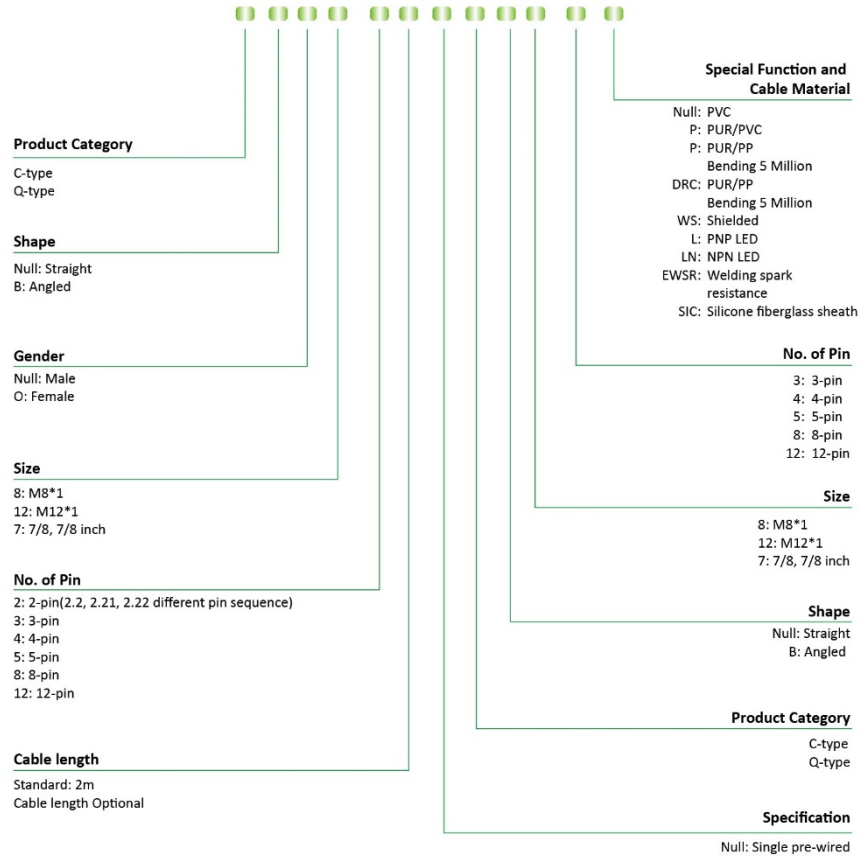 Product Category
C-type
Q-type
Shape
Null: Straight
B: Angled
Gender
Null: Male
O: Female
Size
8: M8*1
12: M12*1
7: 7/8, 7/8 inch
No. of Pin
2: 2-pin(2.2, 2.21, 2.22 different pin sequence)
3: 3-pin
4: 4-pin
5: 5-pin
8: 8-pin
12: 12-pin
Cable length
Standard: 2m
Cable length Optional
Special Function and
Cable Material
Null: PVC
P: PUR/PVC
P: PUR/PP
Bending 5 Million
DRC: PUR/PP
Bending 5 Million
WS: Shielded
L: PNP LED
LN: NPN LED
EWSR: Welding spark
resistance
SIC: Silicone fiberglass sheath
No. of Pin
3: 3-pin
4: 4-pin
5: 5-pin
8: 8-pin
12: 12-pin
Size
8: M8*1
12: M12*1
7: 7/8, 7/8 inch
Shape
Null: Straight
B: Angled
Product Category
C-type
Q-type
Specification
Null: Single pre-wired